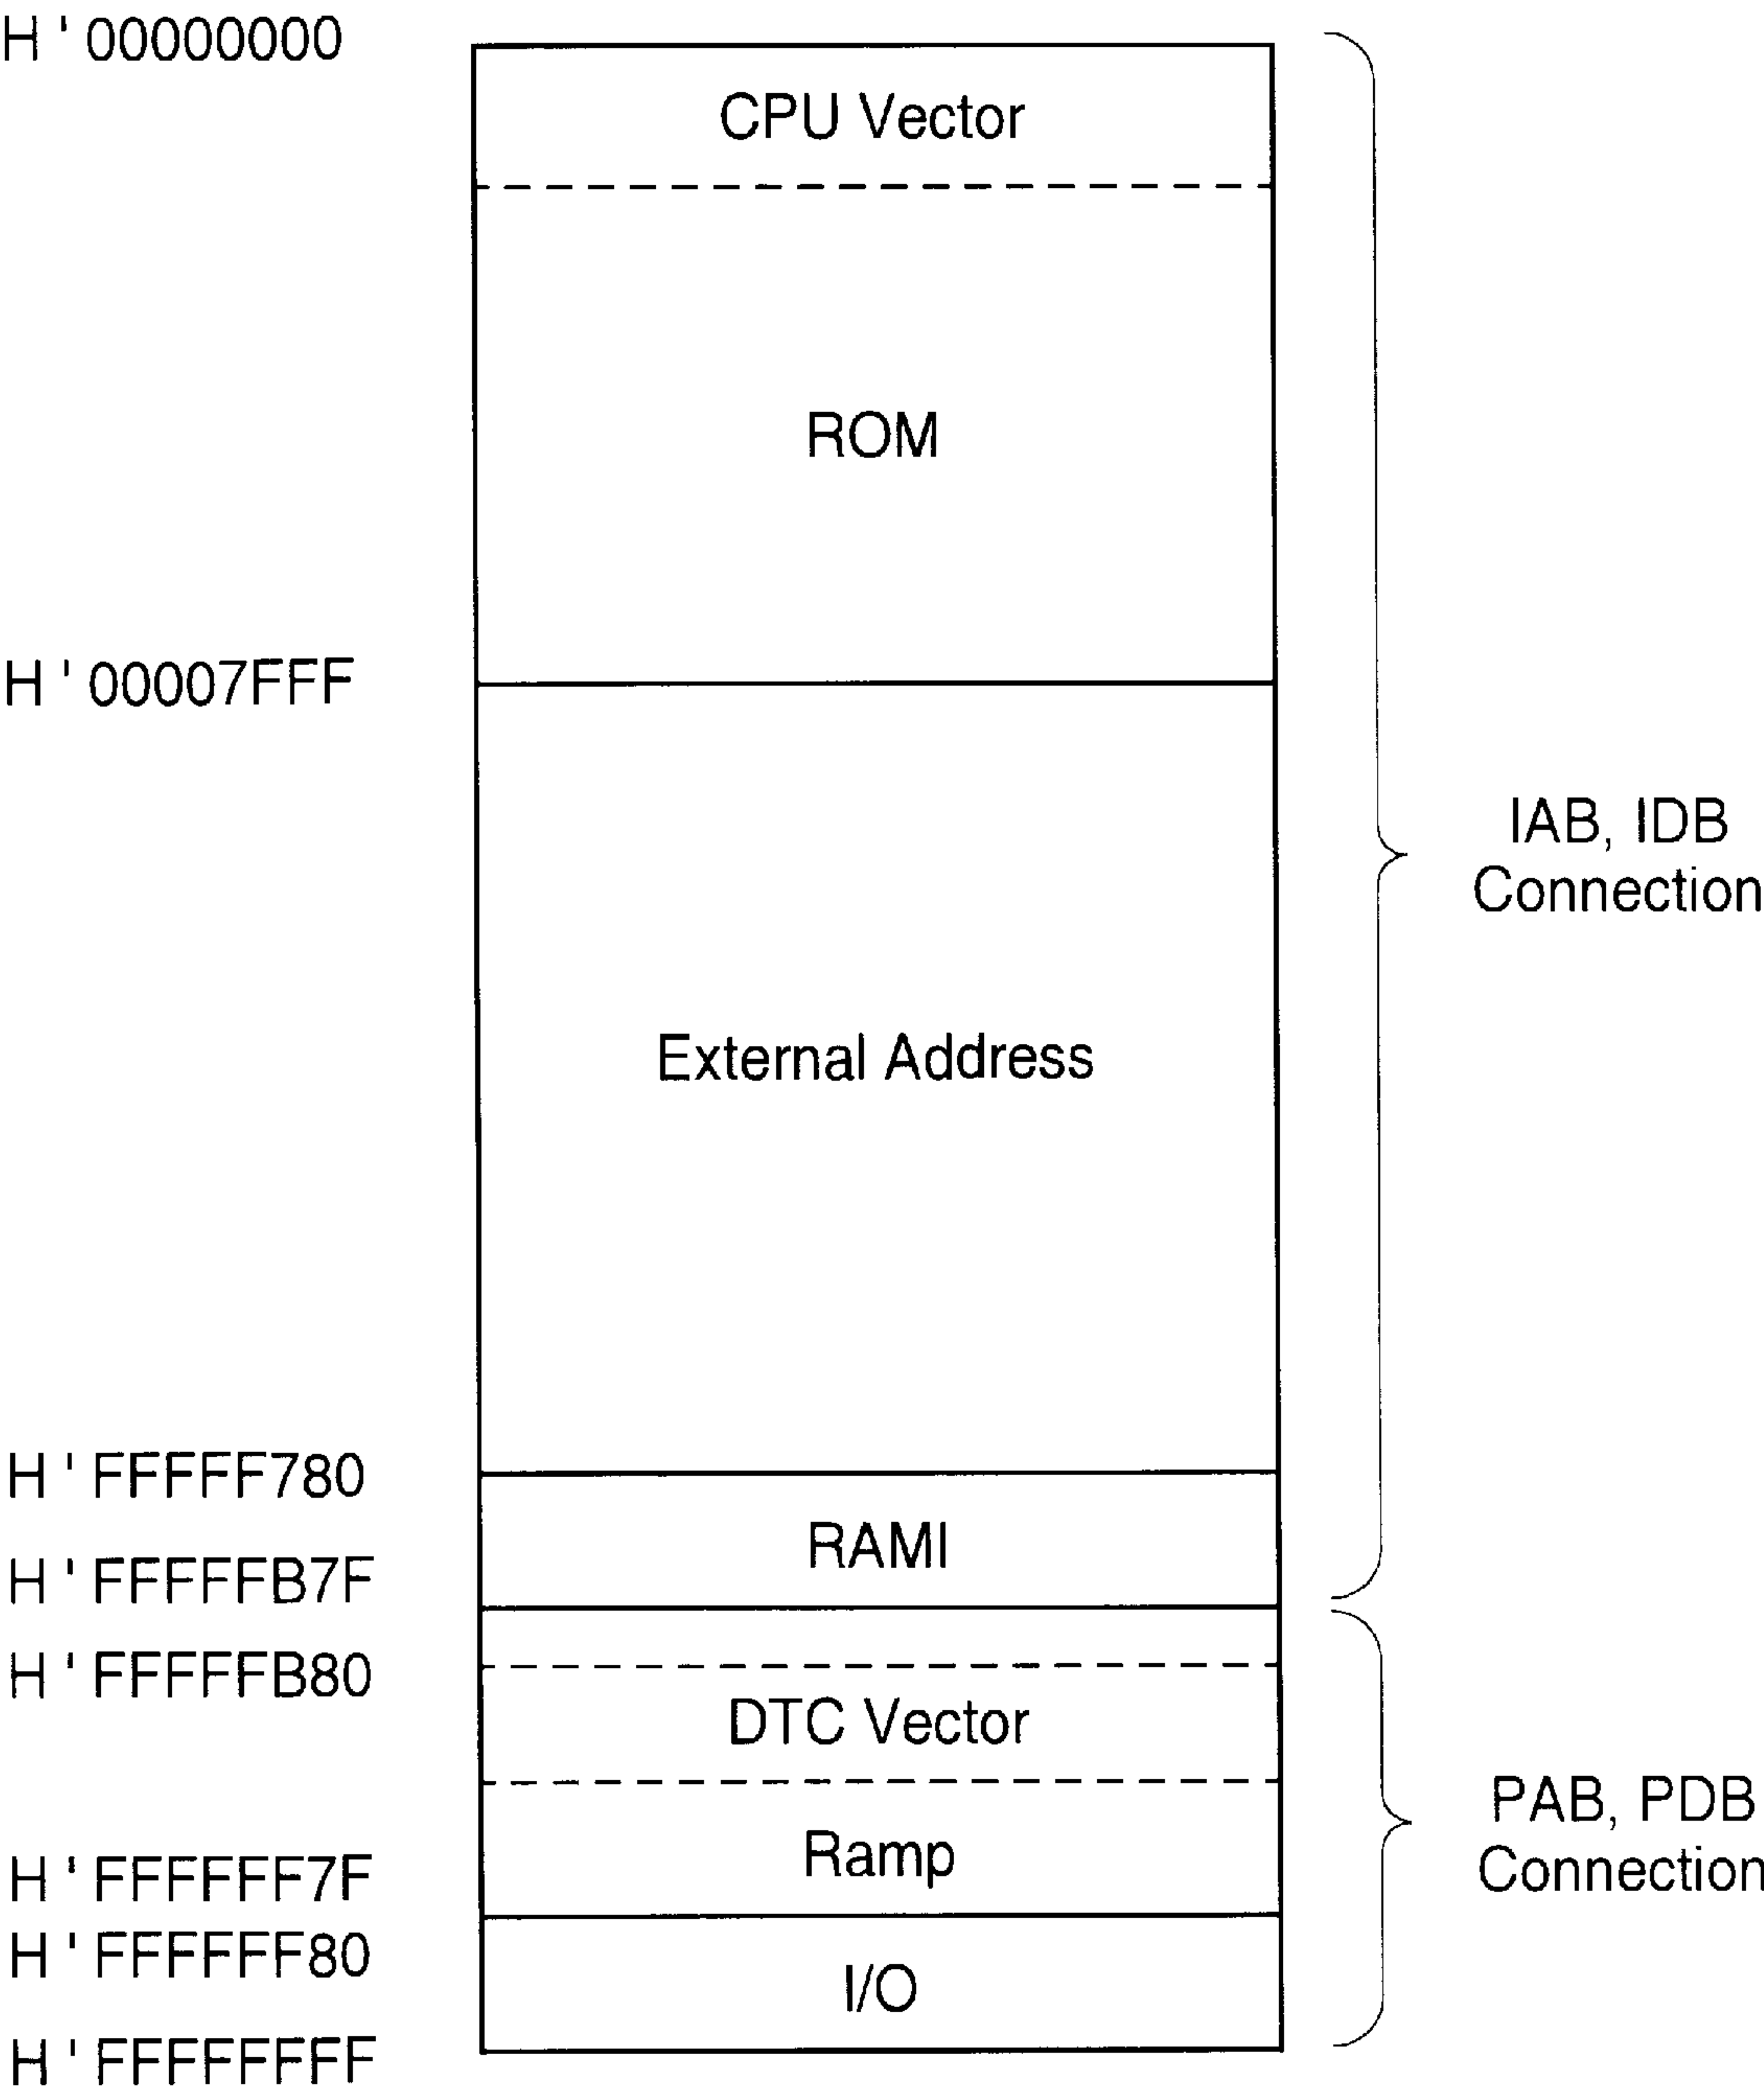 H'00000000
CPU Vector
ROM
H'00007FFF
IAB, IDB
Connection
External Address
H'FFFFF780
RAMI
H'FFFFFB7F
H'FFFFFB80
DTC Vector
PAB, PDB
Connection
Ramp
H'FFFFFF7F
H'FFFFFF80
I/O
H'FFFFFFFF